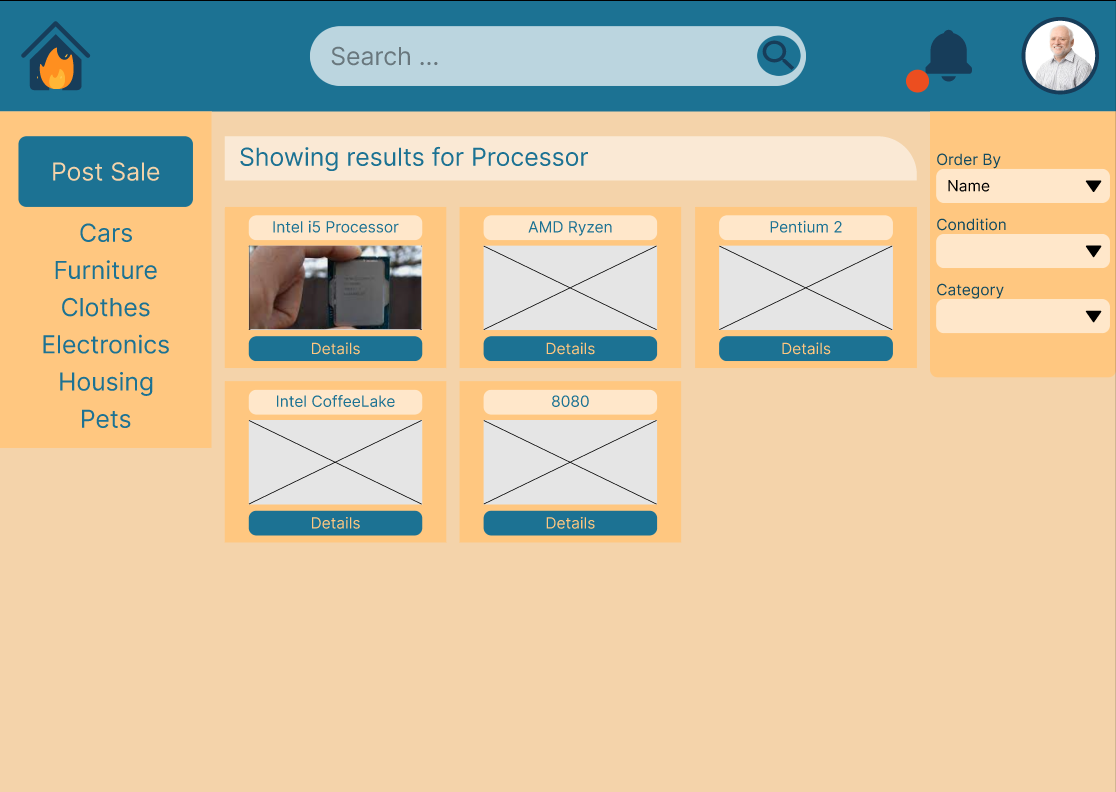 Search ...
Post Sale
Cars
Furniture
Clothes
Electronics
Housing
Pets
Showing results for Processor
Intel i5 Processor
Details
AMD Ryzen
Details
Pentium 2
Details
Intel CoffeeLake
Details
8080
Details
Order By
Name
Condition
Category